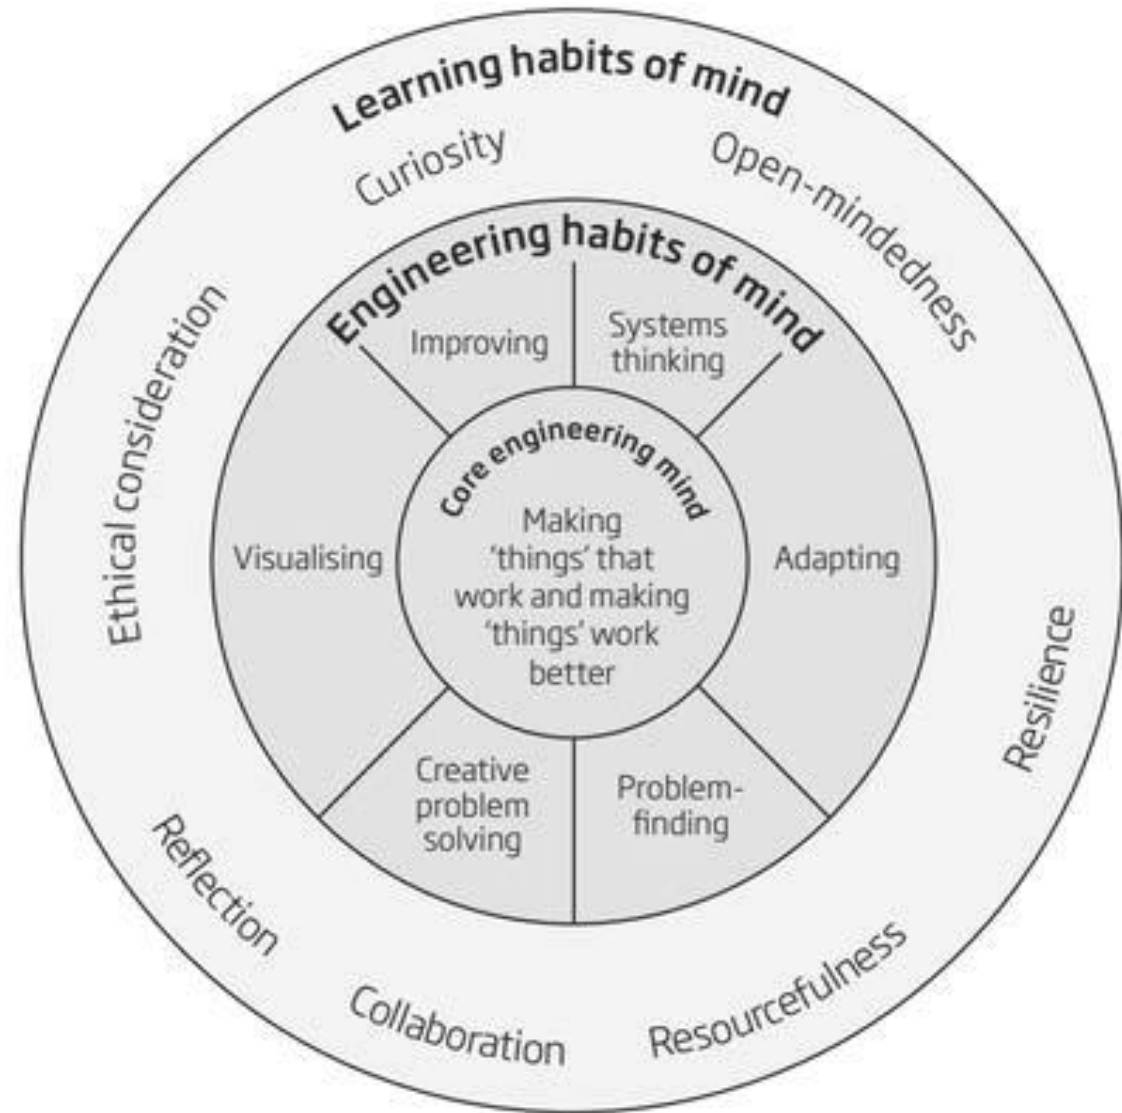 Learning habits of mind
Curiosity
Open-mindedness
Resilience
Resourcefulness
Collaboration
Reflection
Ethical consideration
Engineering habits of mind
Improving
Systems
thinking
Adapting
Problem-
finding
Creative
problem
solving
Visualising
Core engineering mind
Making
'things' that
work and making
'things' work
better